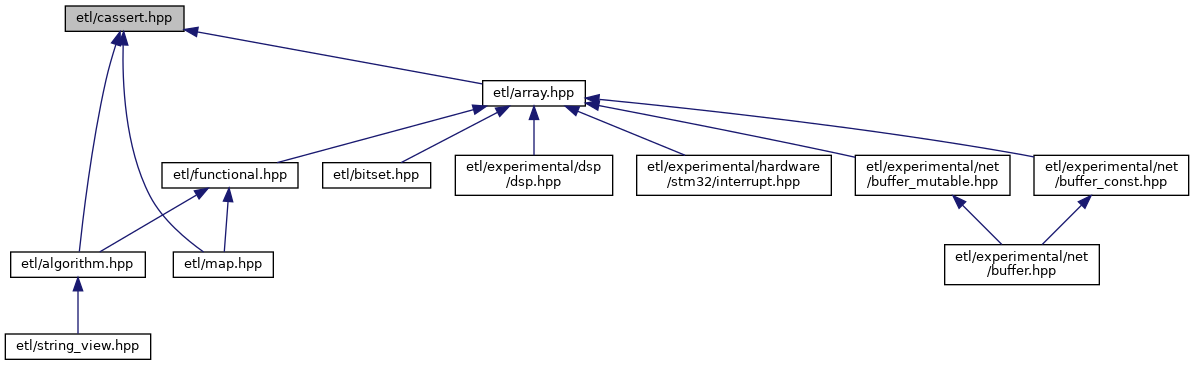 etl/cassert.hpp
etl/array.hpp
etl/functional.hpp
etl/bitset.hpp
etl/experimental/dsp
/dsp.hpp
etl/experimental/hardware
/stm32/interrupt.hpp
etl/experimental/net
/buffer_mutable.hpp
etl/experimental/net
/buffer_const.hpp
etl/algorithm.hpp
etl/map.hpp
etl/experimental/net
/buffer.hpp
etl/string_view.hpp